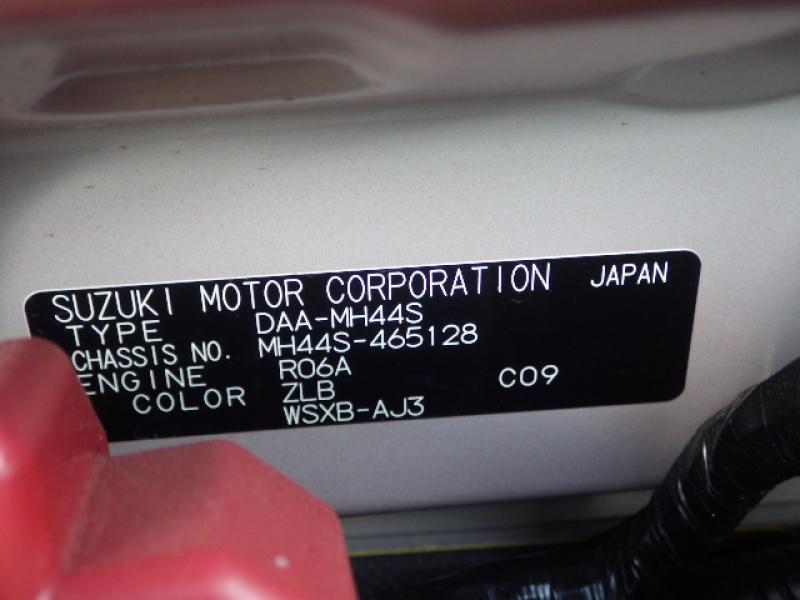 SUZUKI MOTOR CORPORATION JAPAN
TYPE DAA-MH44S
CHASSIS NO. MH44S-465128
ENGINE R06A C09
COLOR ZLB
WSXB-AJ3